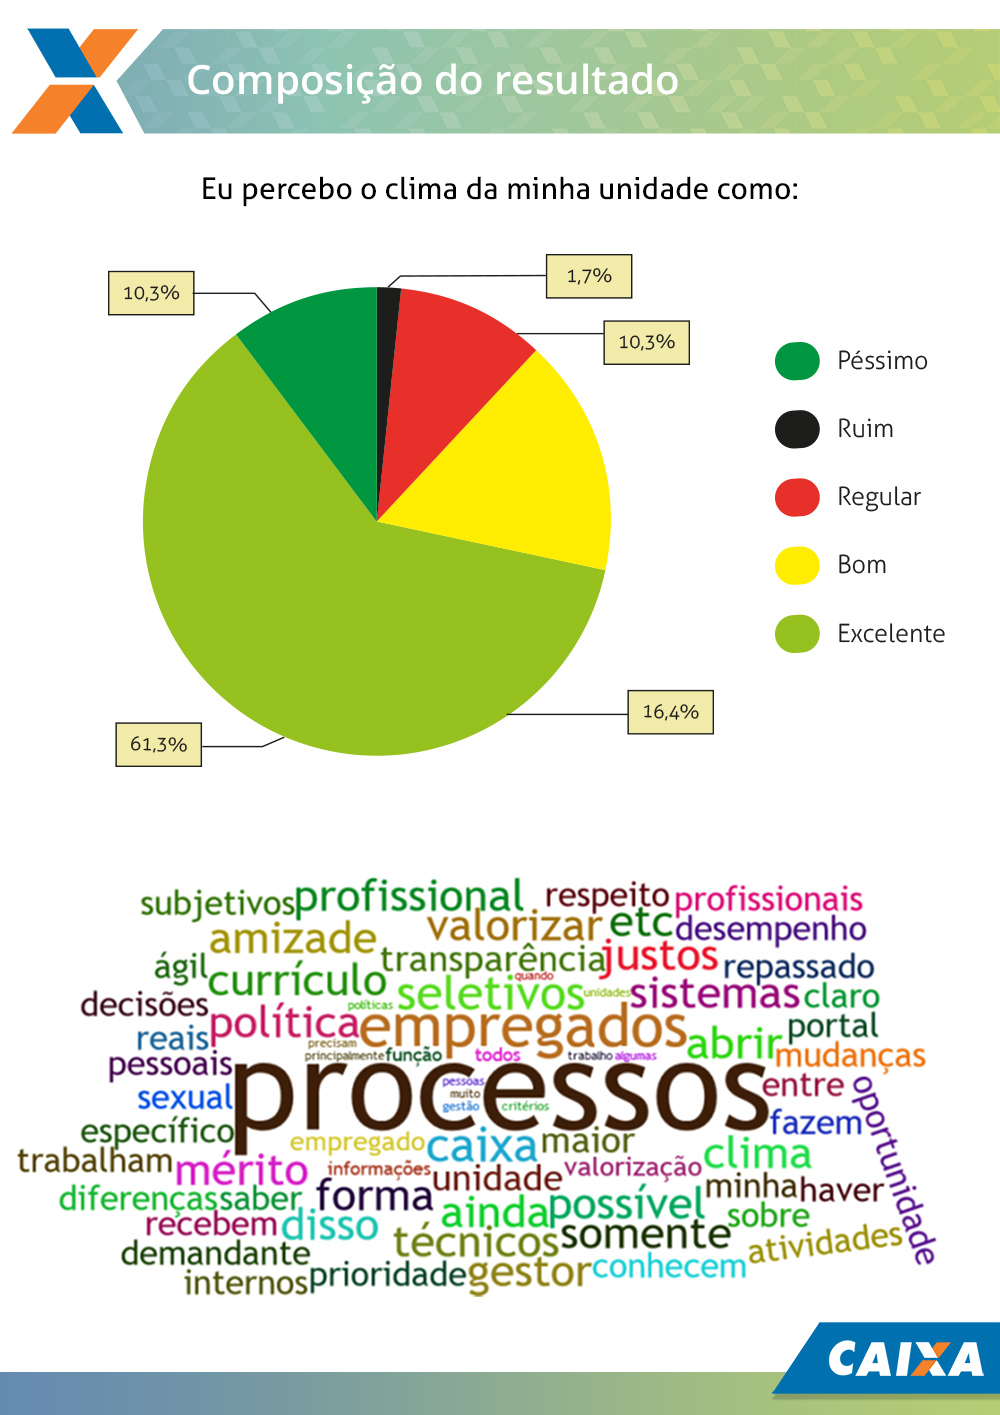 Composição do resultado
Eu percebo o clima da minha unidade como:
10,3%
1,7%
10,3%
16,4%
61,3%
Péssimo
Ruim
Regular
Bom
Excelente
subjetivos profissional respeito profissionais
amizade valorizar etc desempenho
ágil transparência justos repassado
currículo quando
decisões políticas seletivos unidades sistemas claro
reais política empregados portal
precisam abrir
pessoais principalmente função todos trabalho algumas mudanças
sexual processos entre
pessoas
muito
gestão critérios
oportunidade
específico fazem
empregado caixa maior clima
trabalham mérito informações unidade valorização
diferenças saber forma minha haver
recebem disso ainda possível sobre
demandante técnicos somente atividades
internos prioridade gestor conhecem
CAIXA